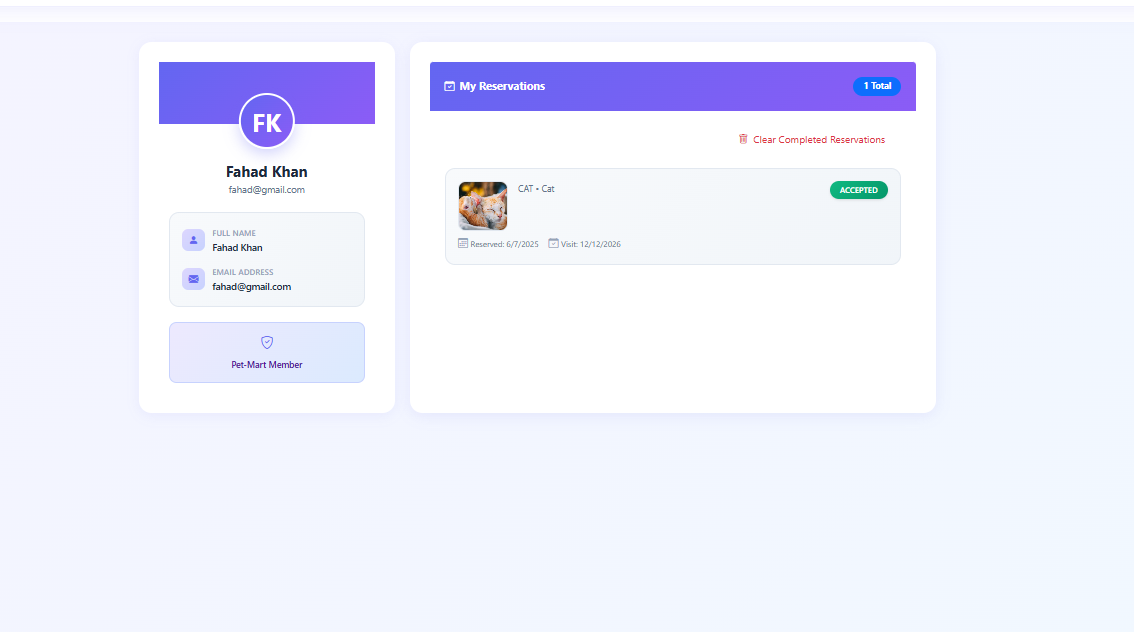 FK
Fahad Khan
fahad@gmail.com
FULL NAME
Fahad Khan
EMAIL ADDRESS
fahad@gmail.com
Pet-Mart Member
My Reservations
1 Total
Clear Completed Reservations
CAT • Cat
ACCEPTED
Reserved: 6/7/2025 Visit: 12/12/2026